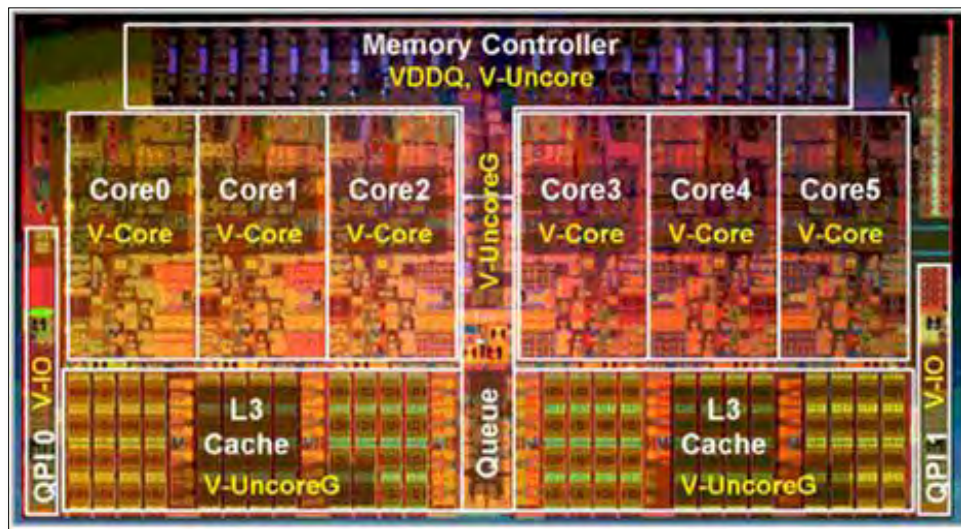 Memory Controller
VDDQ, V-Uncore
Core0
V-Core
Core1
V-Core
Core2
V-Core
V-UncoreG
Core3
V-Core
Core4
V-Core
Core5
V-Core
QPI 0 V-IO
L3
Cache
V-UncoreG
Queue
L3
Cache
V-UncoreG
QPI 1 V-IO